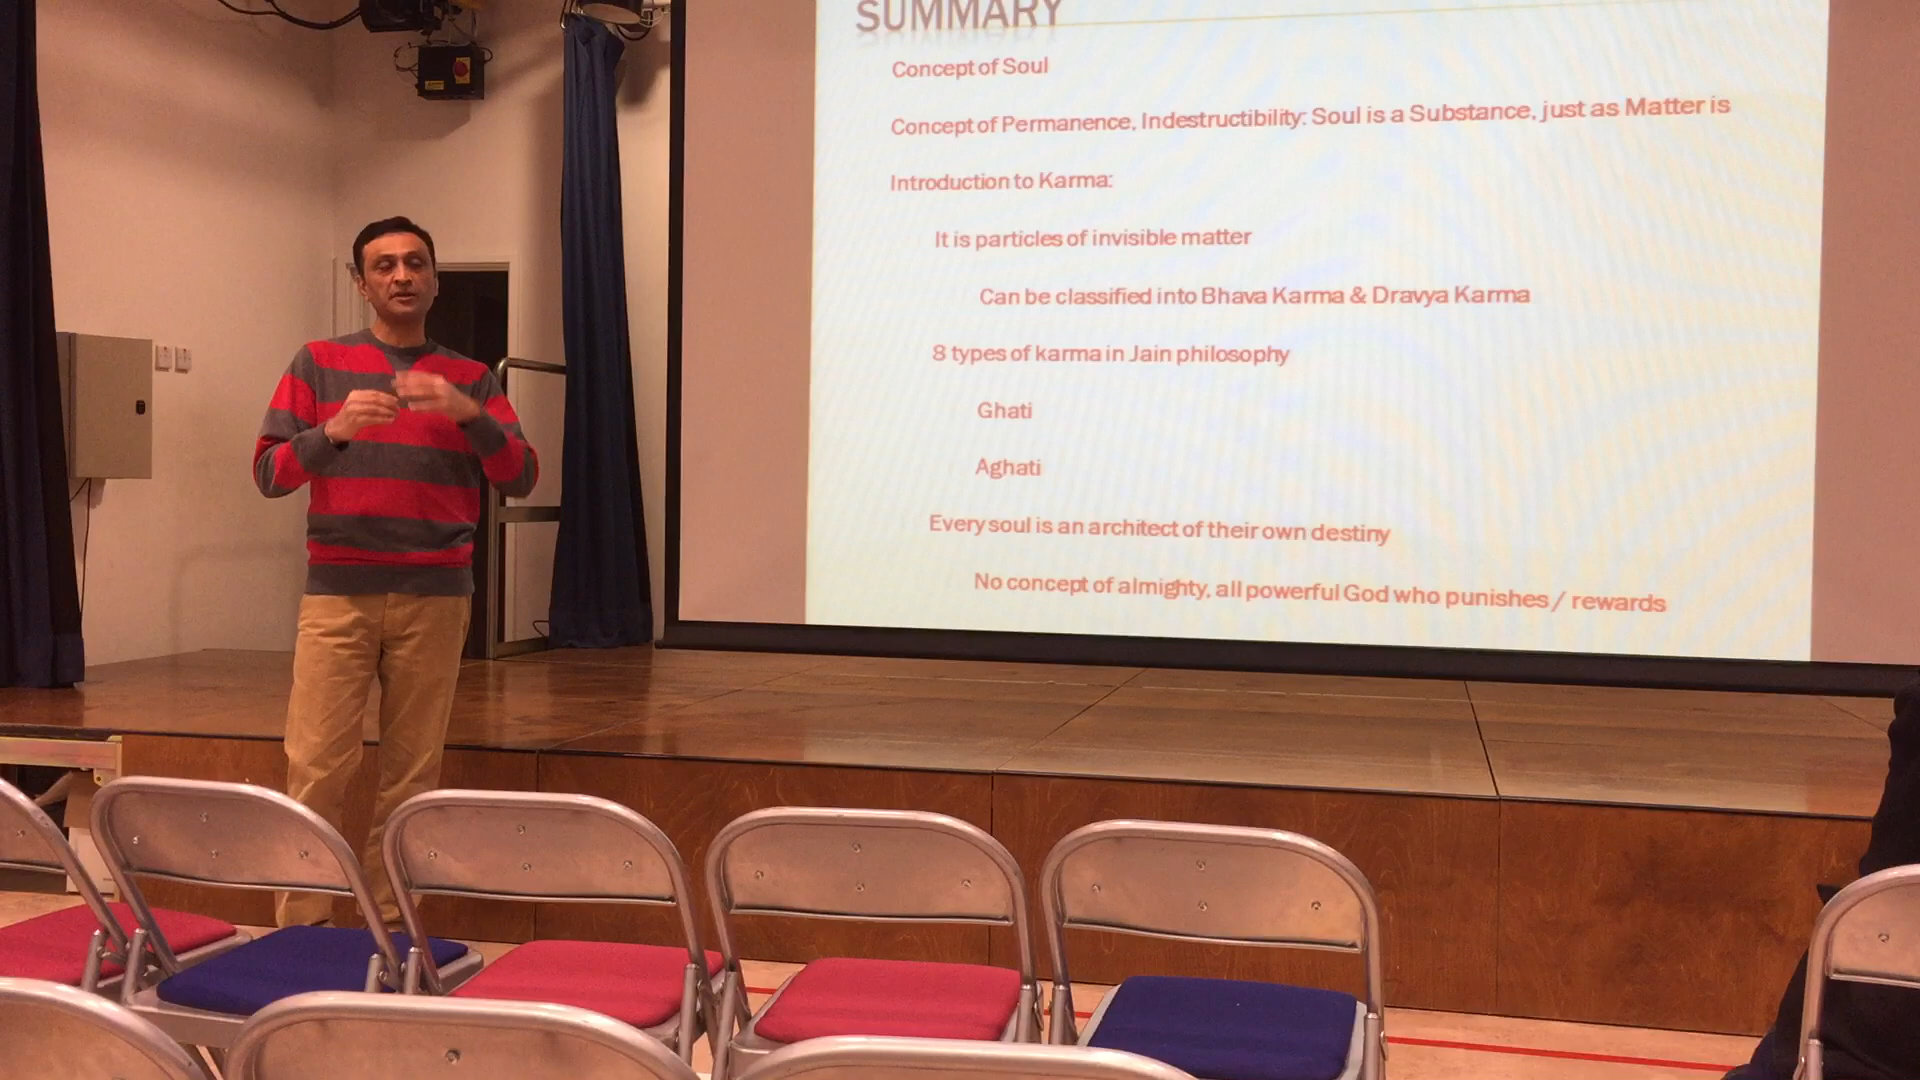 SUMMARY
Concept of Soul
Concept of Permanence, Indestructibility: Soul is a Substance, just as Matter is
Introduction to Karma:
It is particles of invisible matter
Can be classified into Bhava Karma & Dravya Karma
8 types of karma in Jain philosophy
Ghati
Aghati
Every soul is an architect of their own destiny
No concept of almighty, all powerful God who punishes / rewards